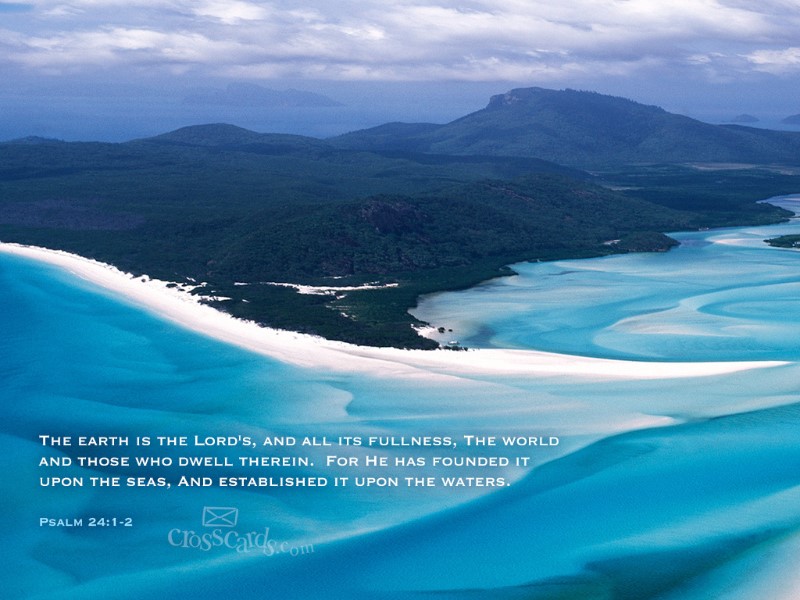 The earth is the Lord's, and all its fullness, The world
and those who dwell therein.  For He has founded it
upon the seas, And established it upon the waters.
Psalm 24:1-2
crosscards.com